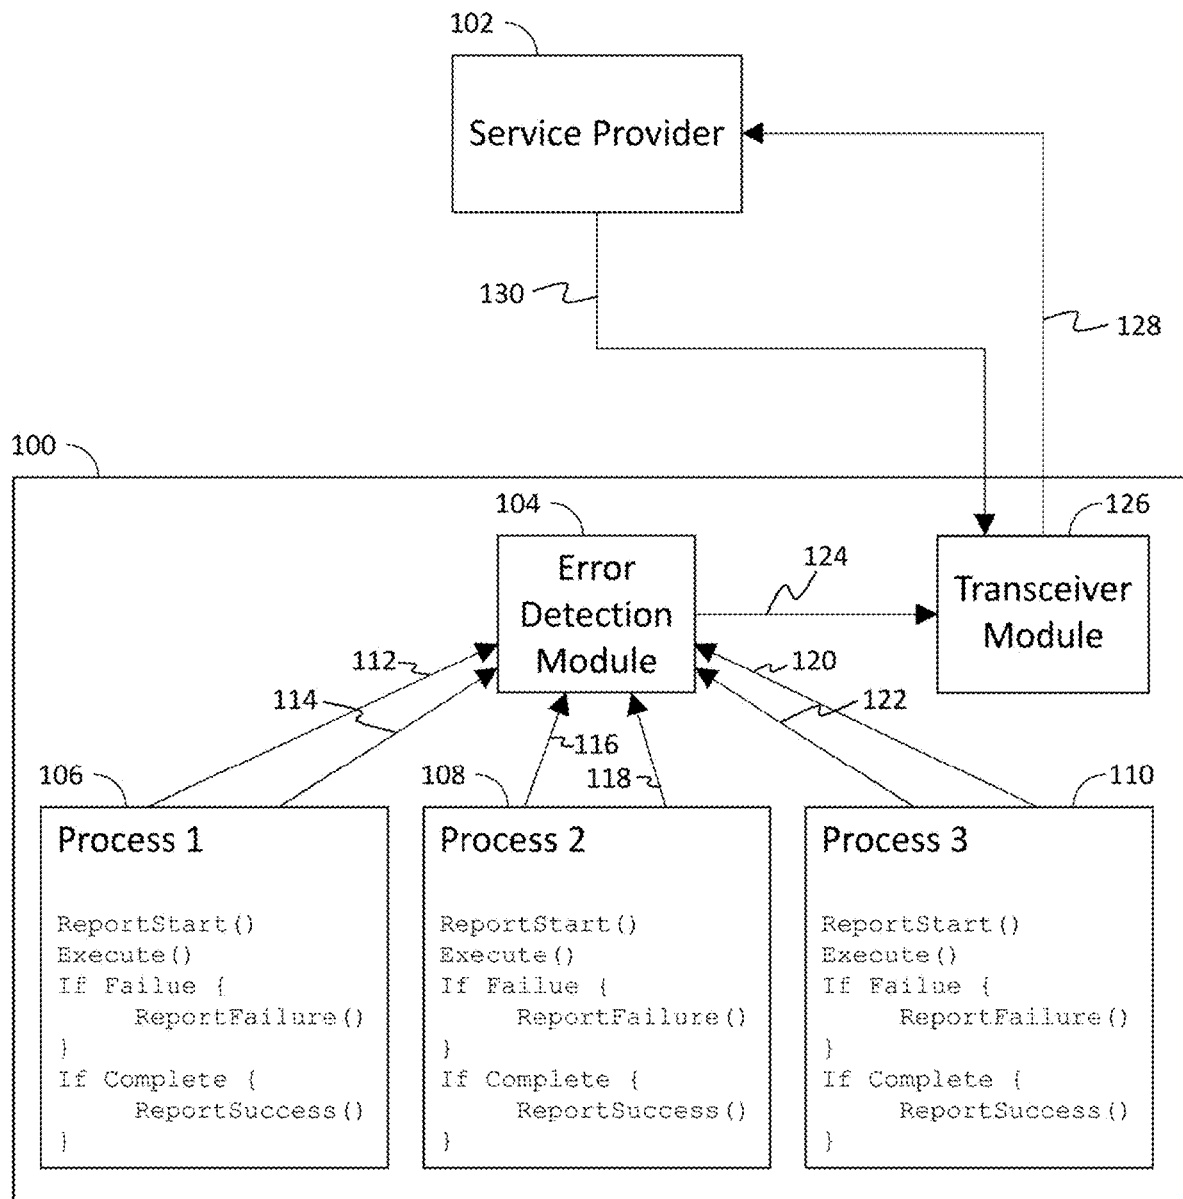 102
Service Provider
130
128
100
104
126
Error
Detection
Module
124
Transceiver
Module
112
114
120
122
116
118
106
108
110
Process 1
ReportStart()
Execute()
If Failue {
ReportFailure()
}
If Complete {
ReportSuccess()
}
Process 2
ReportStart()
Execute()
If Failue {
ReportFailure()
}
If Complete {
ReportSuccess()
}
Process 3
ReportStart()
Execute()
If Failue {
ReportFailure()
}
If Complete {
ReportSuccess()
}